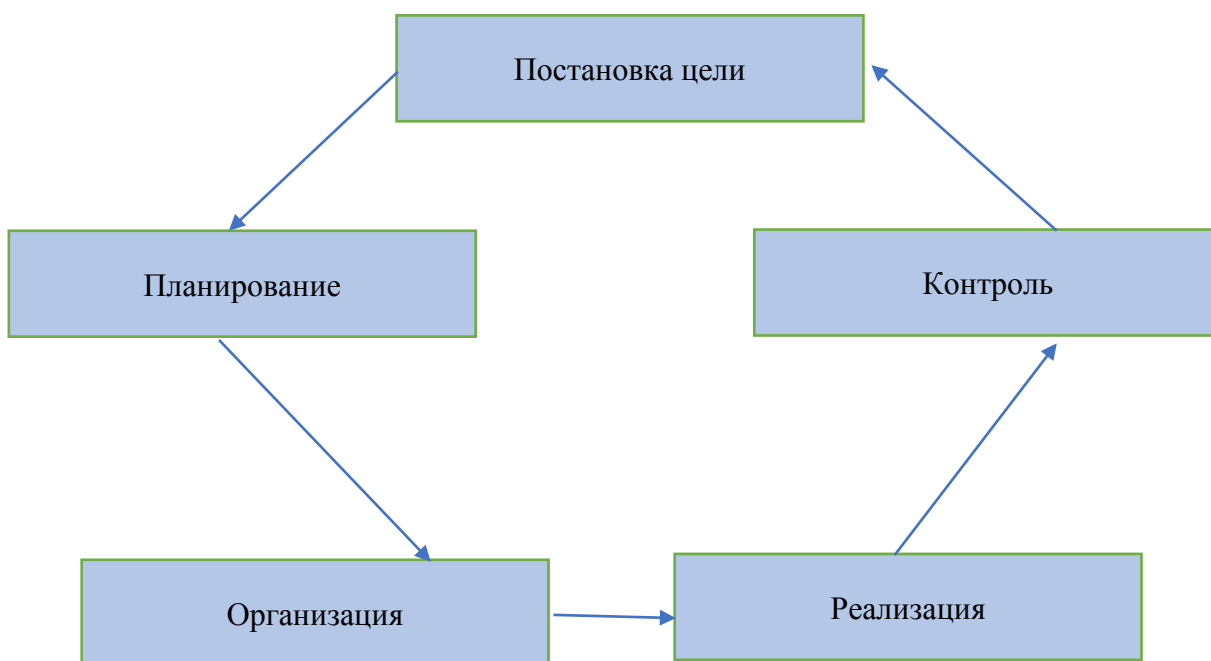 Постановка цели
Планирование
Контроль
Организация
Реализация